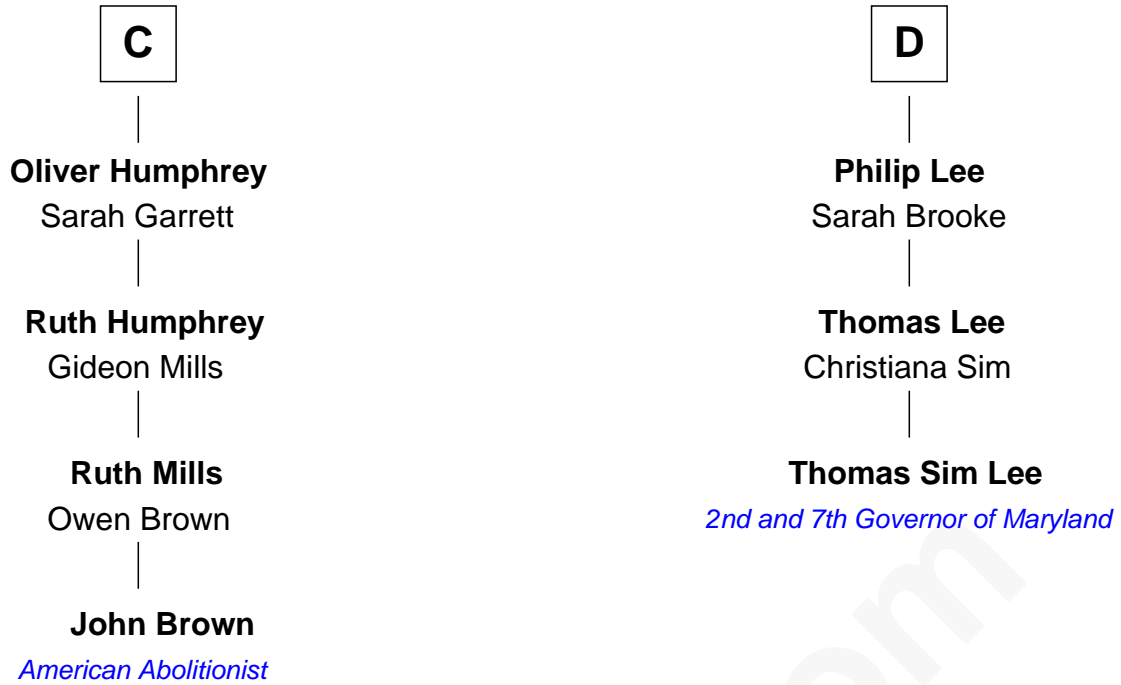 C
Oliver Humphrey
Sarah Garrett
Ruth Humphrey
Gideon Mills
Ruth Mills
Owen Brown
John Brown
American Abolitionist
D
Philip Lee
Sarah Brooke
Thomas Lee
Christiana Sim
Thomas Sim Lee
2nd and 7th Governor of Maryland